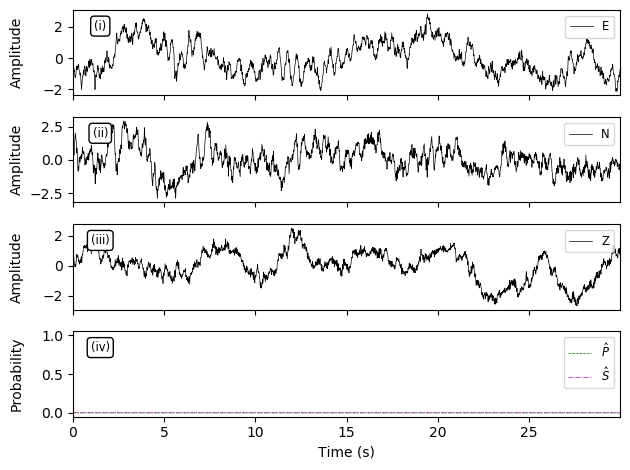 Amplitude
2
0
−2
(i)
E
Amplitude
2.5
0.0
−2.5
(ii)
N
Amplitude
2
0
−2
(iii)
Z
Probability
1.0
0.5
0.0
(iv)
P̂
Ŝ
0 5 10 15 20 25
Time (s)